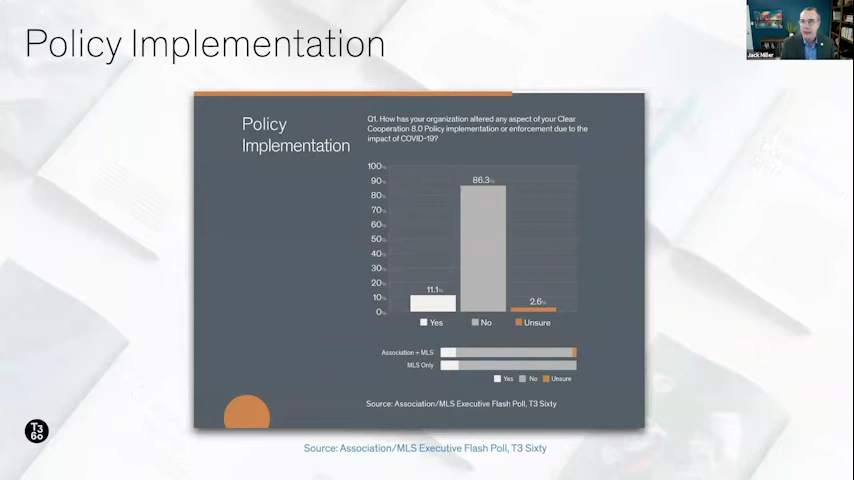 Policy Implementation
Jack Miller
Policy
Implementation
Q1. How has your organization altered any aspect of your Clear
Cooperation 8.0 Policy implementation or enforcement due to the
impact of COVID-19?
100%
90%
80%
70%
60%
50%
40%
30%
20%
10%
0%
11.1%
86.3%
2.6%
Yes No Unsure
Association + MLS
MLS Only
Yes No Unsure
Source: Association/MLS Executive Flash Poll, T3 Sixty
T3
60
Source: Association/MLS Executive Flash Poll, T3 Sixty